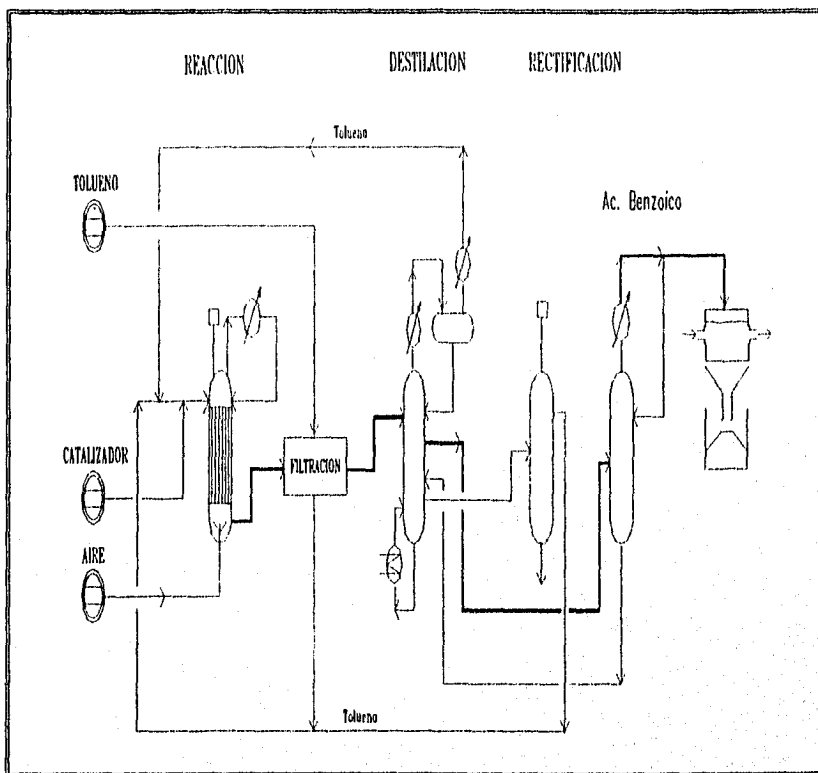 REACCION
DESTILACION
RECTIFICACION
Tolueno
TOLUENO
Ac. Benzoico
CATALIZADOR
FILTRACION
AIRE
Tolueno